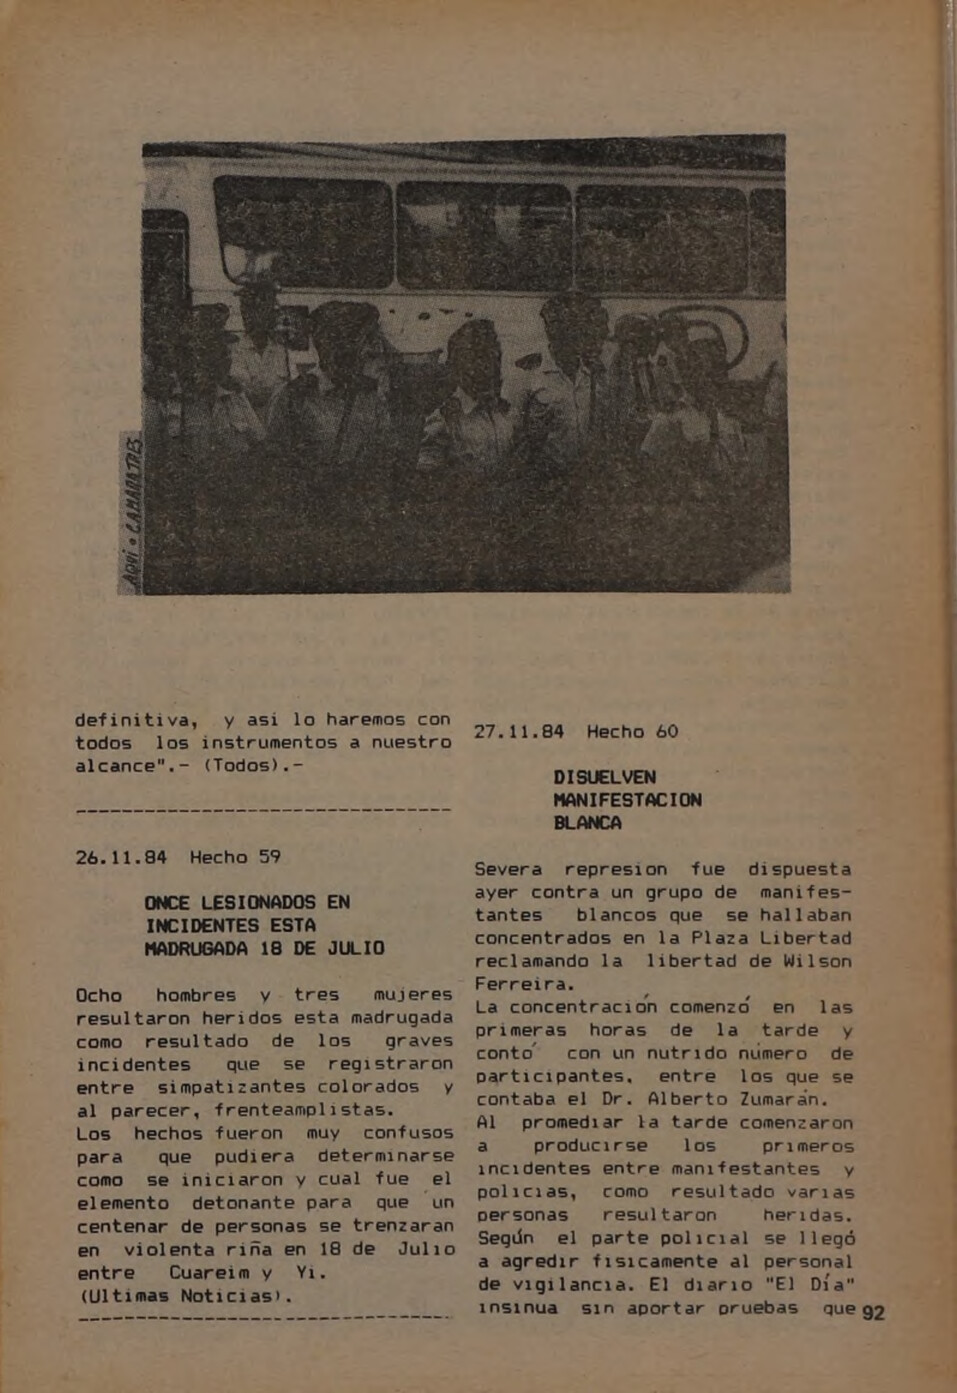 AQUI • CAMARATRES
definitiva, y asi lo haremos con
todos los instrumentos a nuestro
alcance".- (Todos).-
--------------------------------
26.11.84 Hecho 59
ONCE LESIONADOS EN
INCIDENTES ESTA
MADRUGADA 18 DE JULIO
Ocho hombres y tres mujeres
resultaron heridos esta madrugada
como resultado de los graves
incidentes que se registraron
entre simpatizantes colorados y
al parecer, frenteamplistas.
Los hechos fueron muy confusos
para que pudiera determinarse
como se iniciaron y cual fue el
elemento detonante para que un
centenar de personas se trenzaran
en violenta riña en 18 de Julio
entre Cuareim y Yi.
(Ultimas Noticias).
--------------------------------
27.11.84 Hecho 60
DISUELVEN
MANIFESTACION
BLANCA
Severa represion fue dispuesta
ayer contra un grupo de manifes-
tantes blancos que se hallaban
concentrados en la Plaza Libertad
reclamando la libertad de Wilson
Ferreira.
La concentración comenzó en las
primeras horas de la tarde y
contó con un nutrido número de
participantes, entre los que se
contaba el Dr. Alberto Zumarán.
Al promediar la tarde comenzaron
a producirse los primeros
incidentes entre manifestantes y
policias, como resultado varias
personas resultaron heridas.
Según el parte policial se llegó
a agredir fisicamente al personal
de vigilancia. El diario "El Día"
insinua sin aportar pruebas que
92